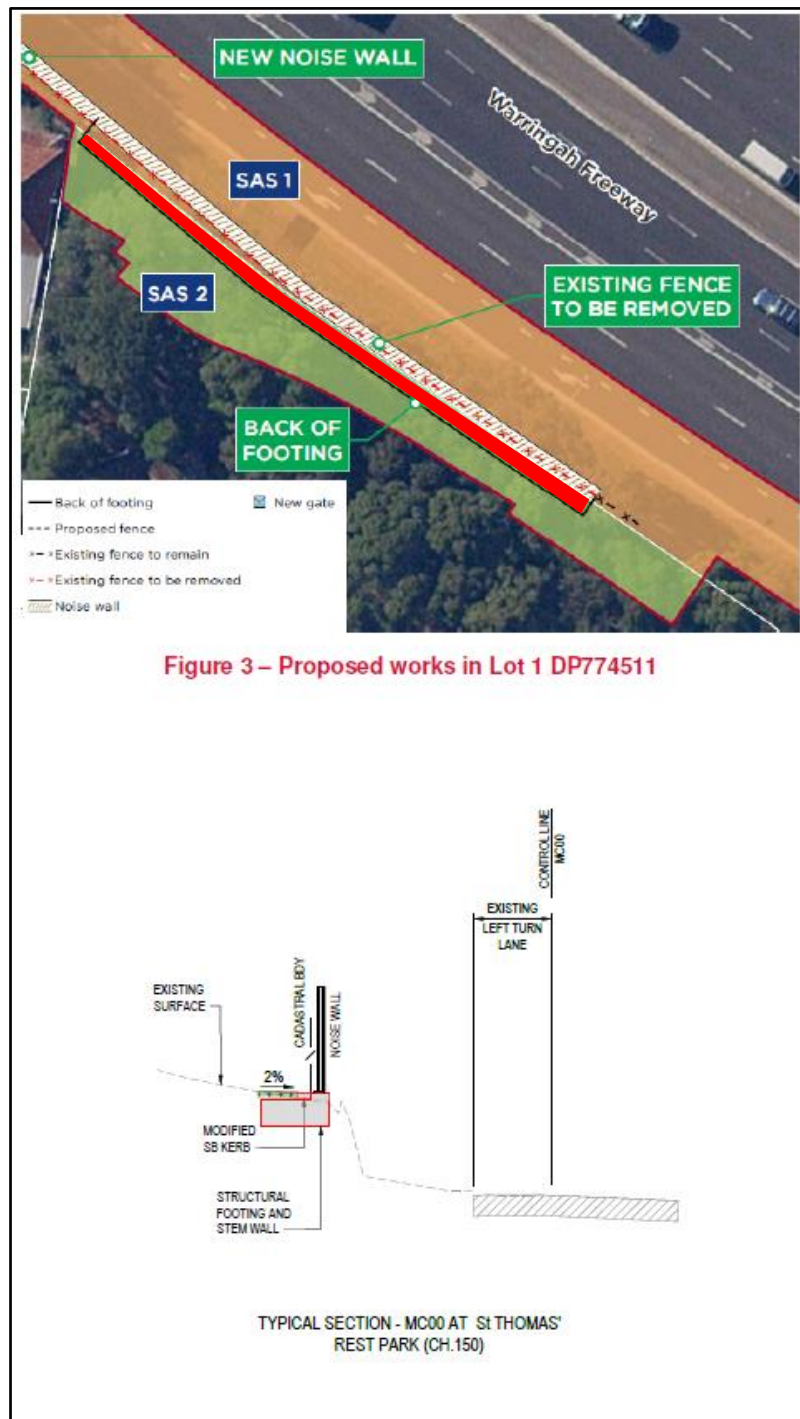 NEW NOISE WALL
Warringah Freeway
SAS 1
EXISTING FENCE
TO BE REMOVED
SAS 2
BACK OF
FOOTING
Back of footing
New gate
Proposed fence
Existing fence to remain
Existing fence to be removed
Noise wall
Figure 3 – Proposed works in Lot 1 DP774511
CONTROL LINE
MC00
EXISTING
LEFT TURN
LANE
EXISTING
SURFACE
CADASTRAL BDY
NOISE WALL
2%
MODIFIED
SB KERB
STRUCTURAL
FOOTING AND
STEM WALL
TYPICAL SECTION - MC00 AT St THOMAS'
REST PARK (CH.150)